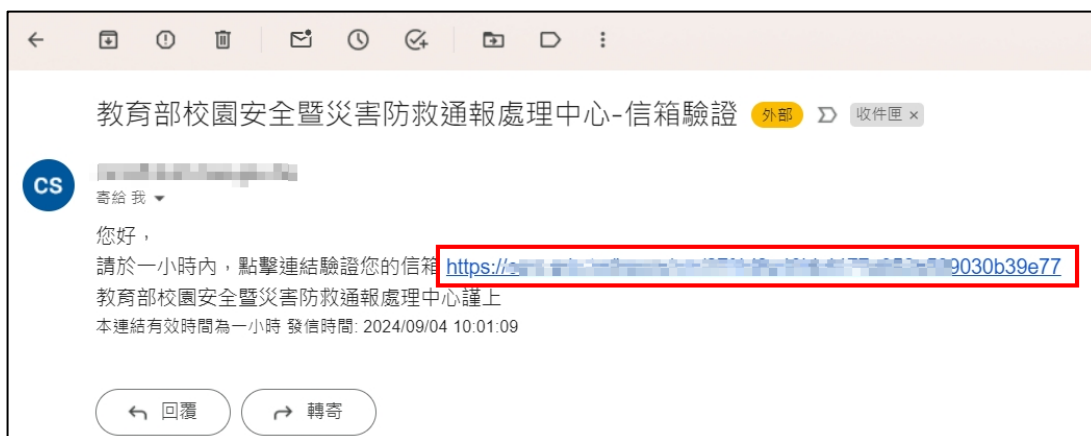 教育部校園安全暨災害防救通報處理中心-信箱驗證 外部 收件匣 ×
CS
寄給 我
您好，
請於一小時內，點擊連結驗證您的信箱 https://
9030b39e77
教育部校園安全暨災害防救通報處理中心謹上
本連結有效時間為一小時 發信時間: 2024/09/04 10:01:09
回覆 轉寄